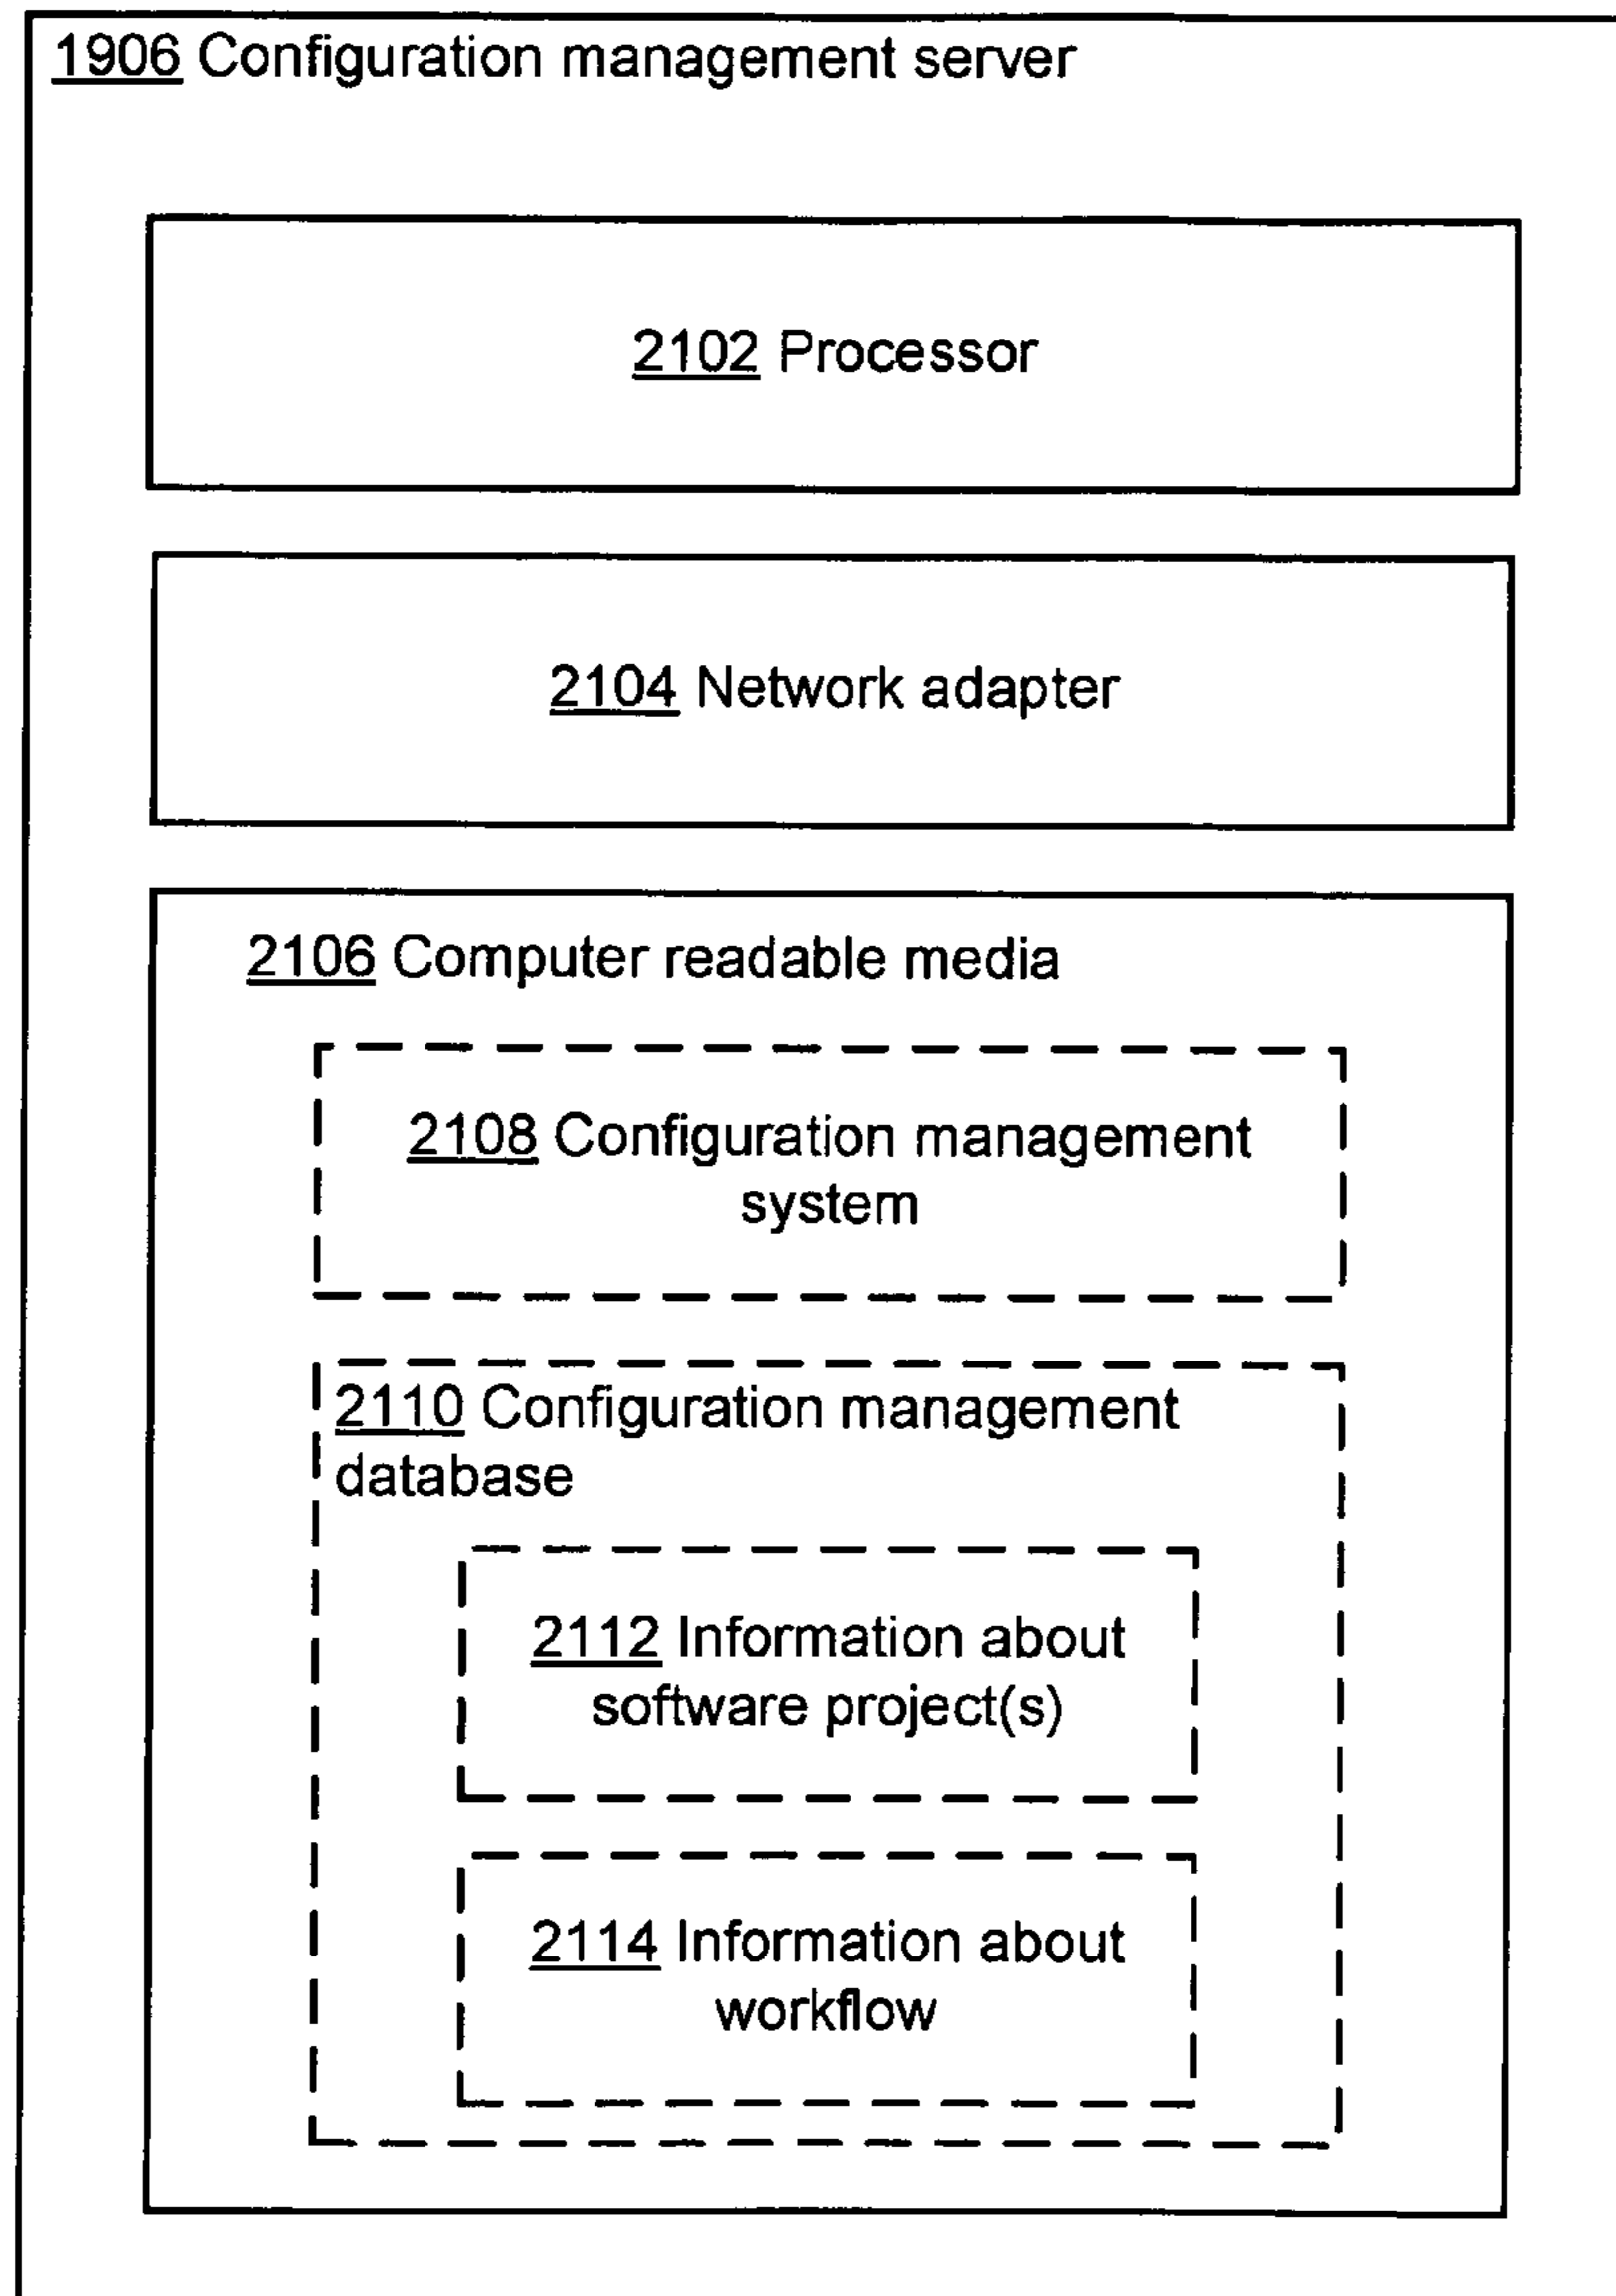 1906 Configuration management server
2102 Processor
2104 Network adapter
2106 Computer readable media
2108 Configuration management
system
2110 Configuration management
database
2112 Information about
software project(s)
2114 Information about
workflow